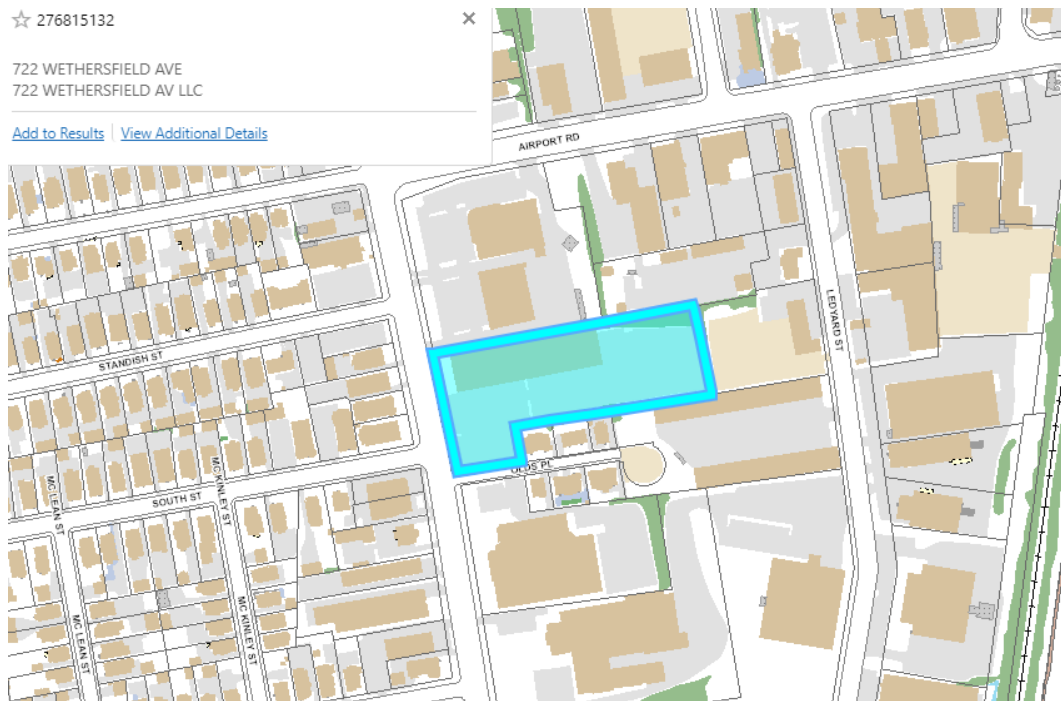 276815132
722 WETHERSFIELD AVE
722 WETHERSFIELD AV LLC
Add to Results
View Additional Details
AIRPORT RD
LEDYARD ST
STANDISH ST
OLDS PL
SOUTH ST
MC LEAN ST
MC KINLEY ST
MC LEAN ST
MC KINLEY ST